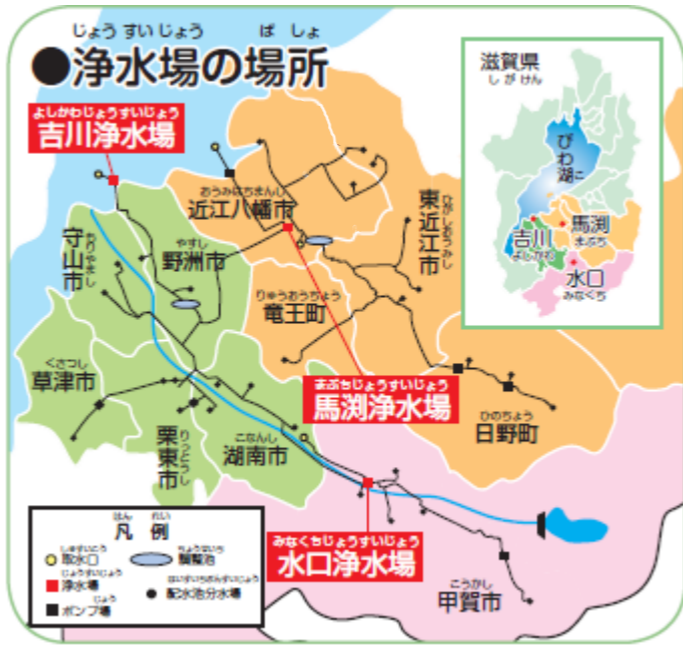 じょうすいじょう ばしょ
●浄水場の場所
よしかわじょうすいじょう
吉川浄水場
滋賀県
しがけん
びわ湖
こ
吉川
よしかわ
馬渕
まぶち
水口
みなくち
おうみはちまんし
近江八幡市
東近江市
ひがしおうみし
守山市
もりやまし
やすし
野洲市
りゅうおうちょう
竜王町
くさつし
草津市
まぶちじょうすいじょう
馬渕浄水場
ひのちょう
日野町
栗東市
りっとうし
こなんし
湖南市
みなくちじょうすいじょう
水口浄水場
こうかし
甲賀市
はんれい
凡例
しゅすいこう
取水口
ちょうせいち
調整池
じょうすいじょう
浄水場
はいすいちぶんすいじょう
配水池分水場
じょう
ポンプ場